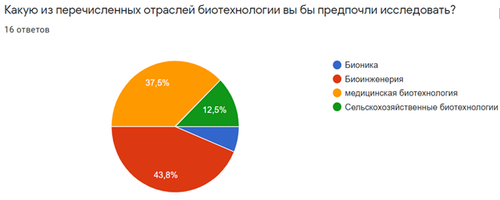 Какую из перечисленных отраслей биотехнологии вы бы предпочли исследовать?
16 ответов
Бионика
Биоинженерия
медицинская биотехнология
Сельскохозяйственные биотехнологии
37,5%
12,5%
43,8%